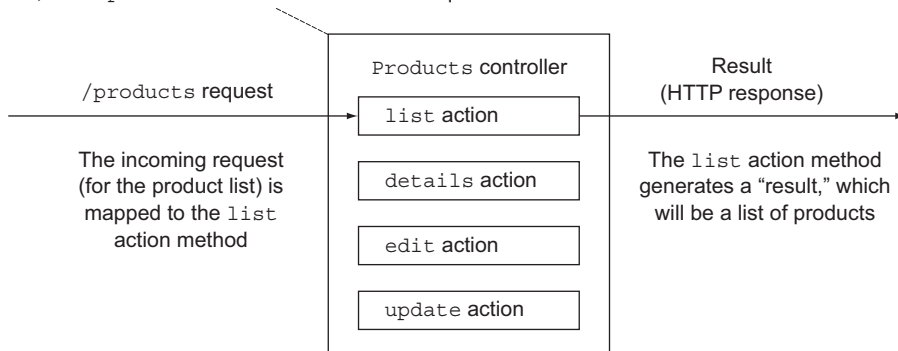 Products controller
/products request
list action
Result
(HTTP response)
The incoming request
(for the product list) is
mapped to the list
action method
details action
edit action
update action
The list action method
generates a “result,” which
will be a list of products